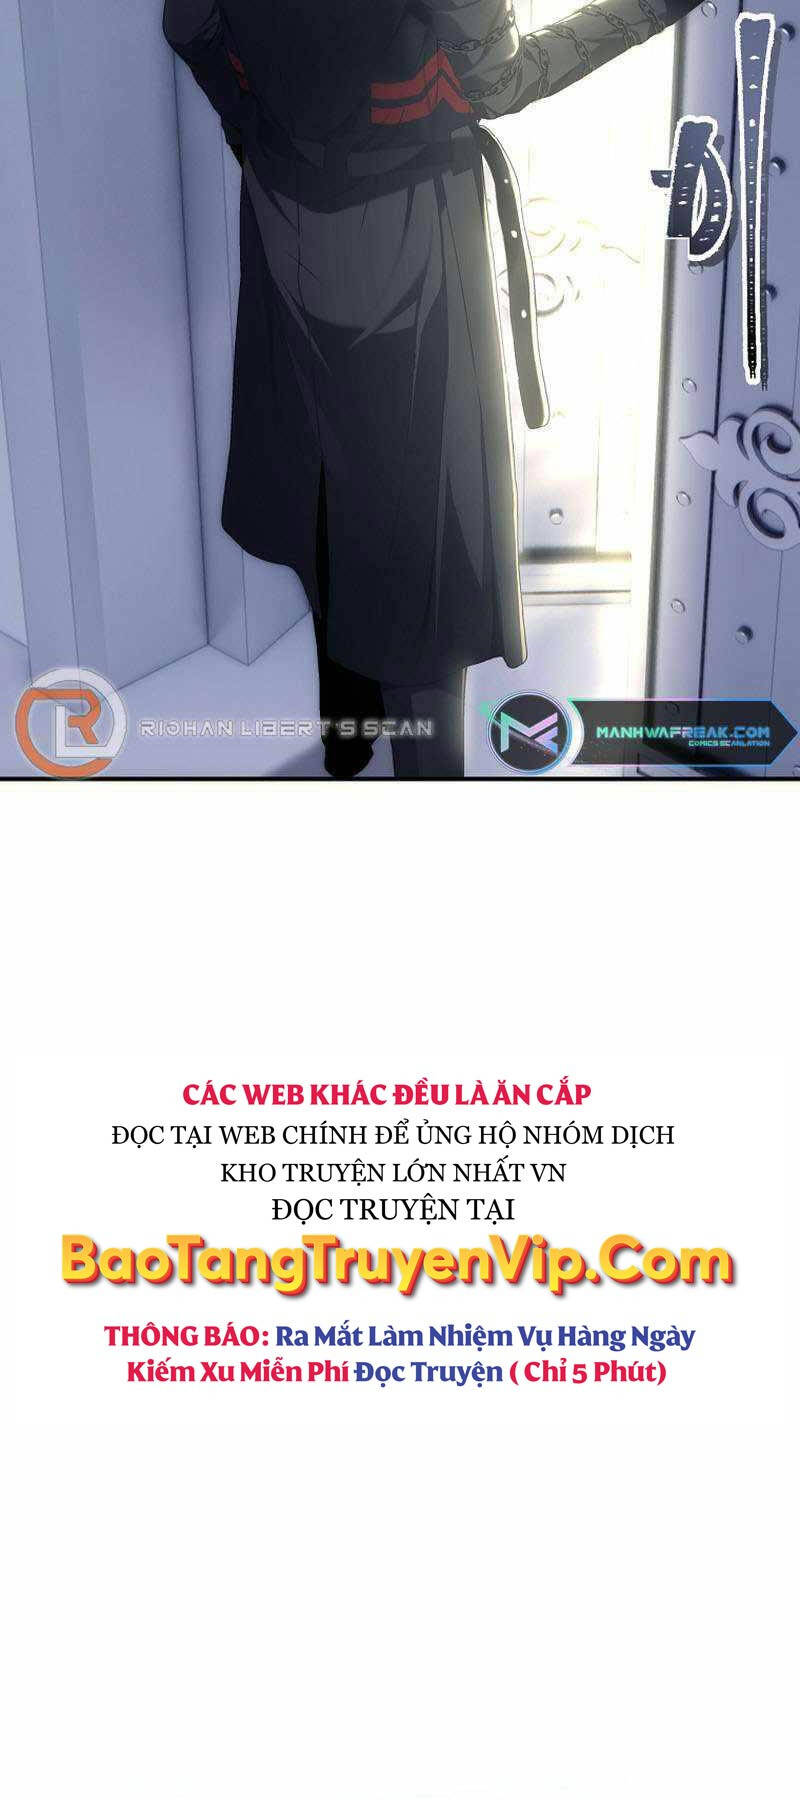 RIOHAN LIBERT'S SCAN
MANHWAFREAK.COM
COMICS SCANLATION
CÁC WEB KHÁC ĐỀU LÀ ĂN CẮP
ĐỌC TẠI WEB CHÍNH ĐỂ ỦNG HỘ NHÓM DỊCH
KHO TRUYỆN LỚN NHẤT VN
ĐỌC TRUYỆN TẠI
BaoTangTruyenVip.Com
THÔNG BÁO: Ra Mắt Làm Nhiệm Vụ Hàng Ngày
Kiếm Xu Miễn Phí Đọc Truyện ( Chỉ 5 Phút)